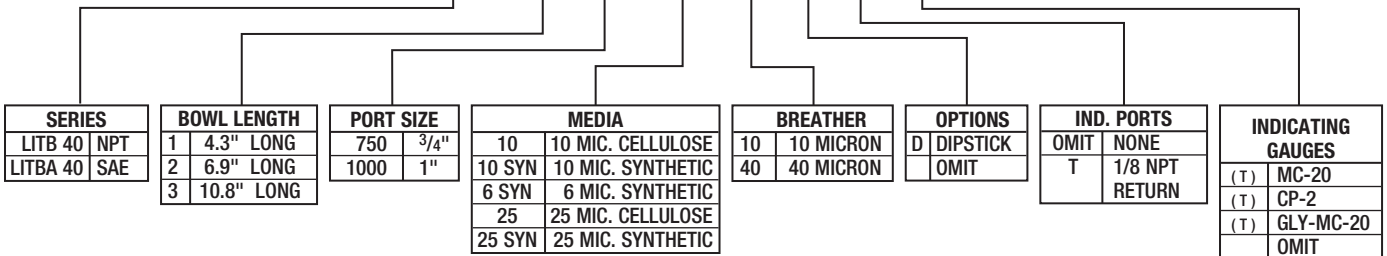 SERIES
LITB 40 NPT
LITBA 40 SAE
BOWL LENGTH
1 4.3" LONG
2 6.9" LONG
3 10.8" LONG
PORT SIZE
750 3/4"
1000 1"
MEDIA
10 10 MIC. CELLULOSE
10 SYN 10 MIC. SYNTHETIC
6 SYN 6 MIC. SYNTHETIC
25 25 MIC. CELLULOSE
25 SYN 25 MIC. SYNTHETIC
BREATHER
10 10 MICRON
40 40 MICRON
OPTIONS
D DIPSTICK
OMIT
IND. PORTS
OMIT NONE
T 1/8 NPT
RETURN
INDICATING
GAUGES
(T) MC-20
(T) CP-2
(T) GLY-MC-20
OMIT